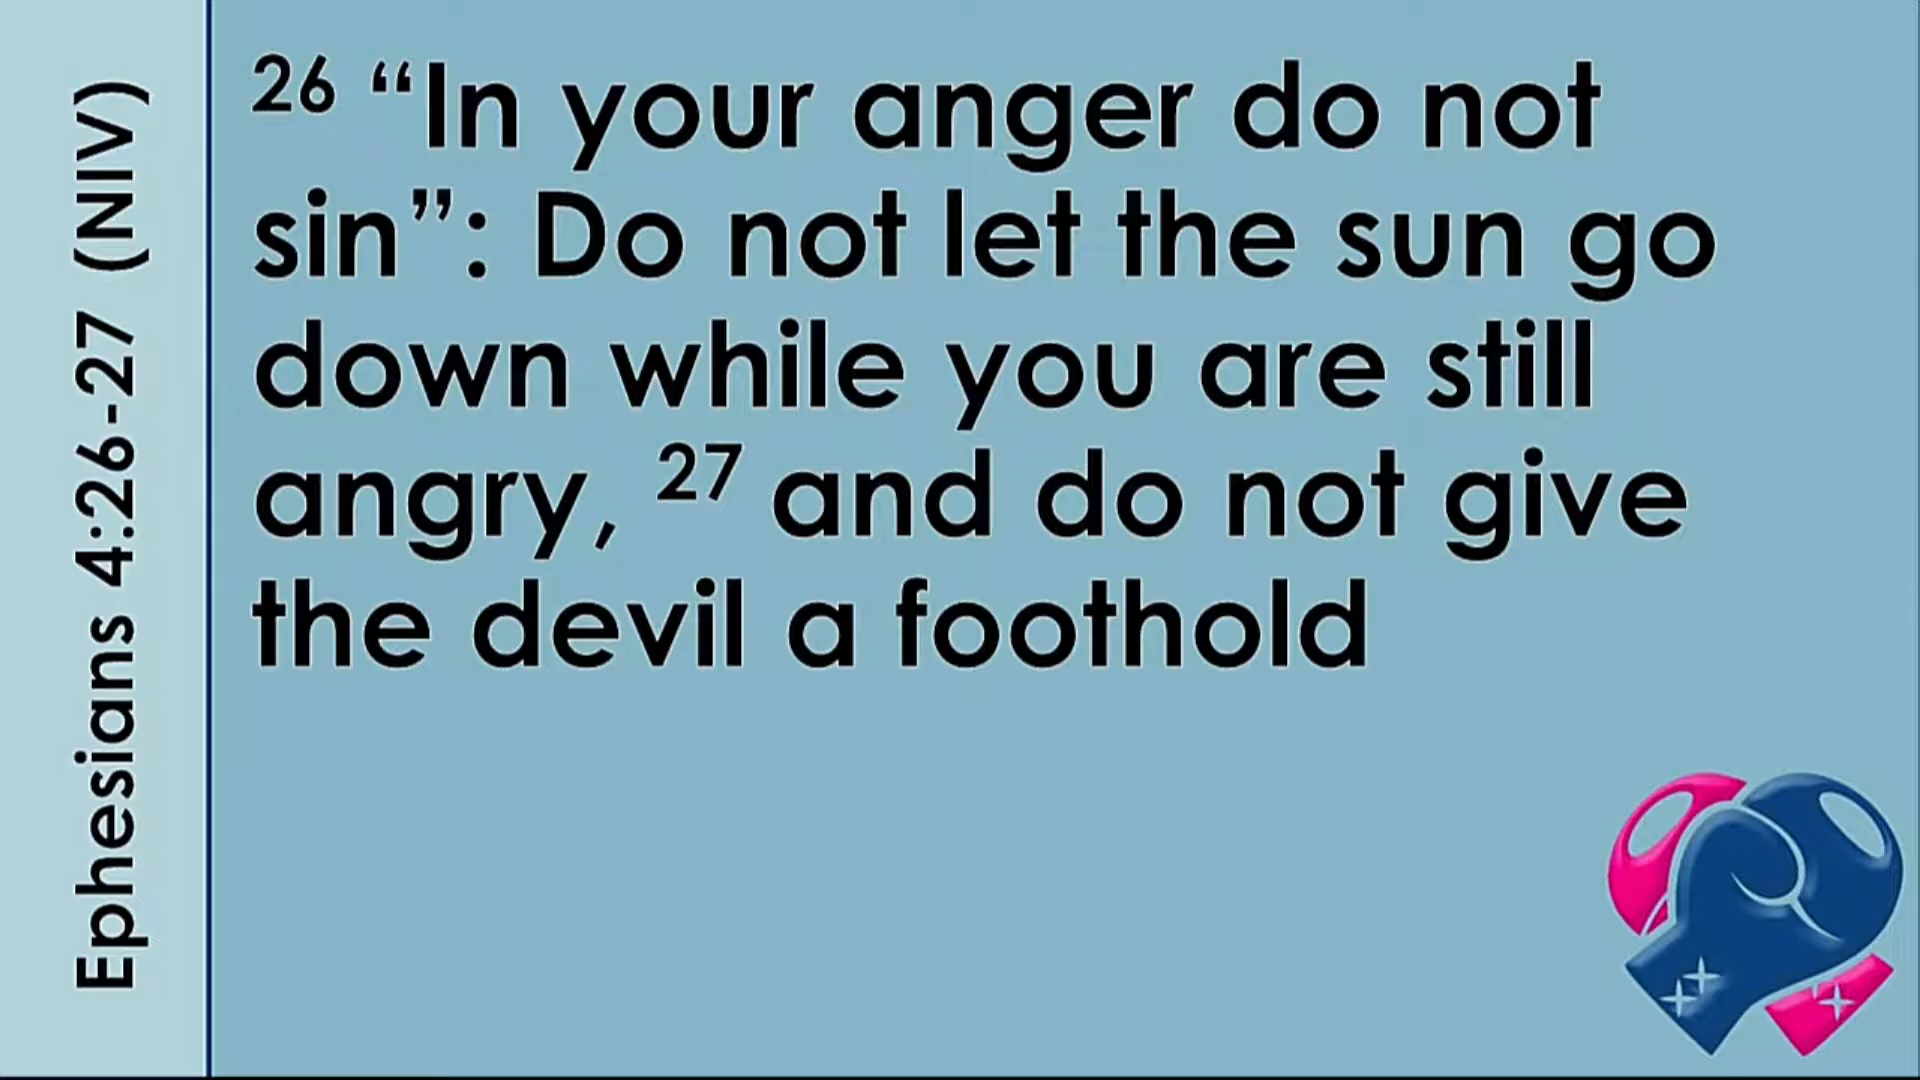 Ephesians 4:26-27 (NIV)
26 “In your anger do not
sin”: Do not let the sun go
down while you are still
angry, 27 and do not give
the devil a foothold